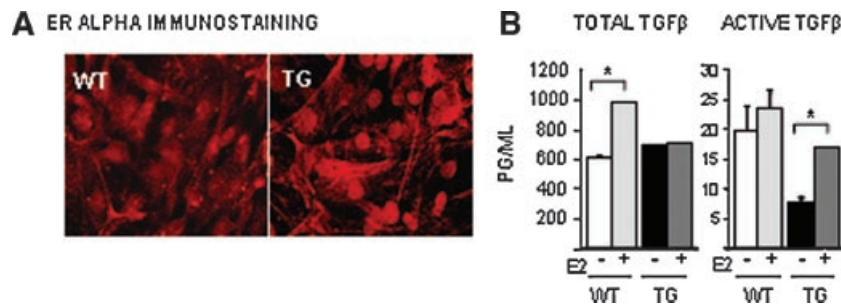 A ER ALPHA IMMUNOSTAINING
WT
TG
B TOTAL TGFβ ACTIVE TGFβ
PG/ML
1200
1000
800
600
400
200
*
E2 - + - +
WT TG
30
25
20
15
10
5
*
- + - +
WT TG